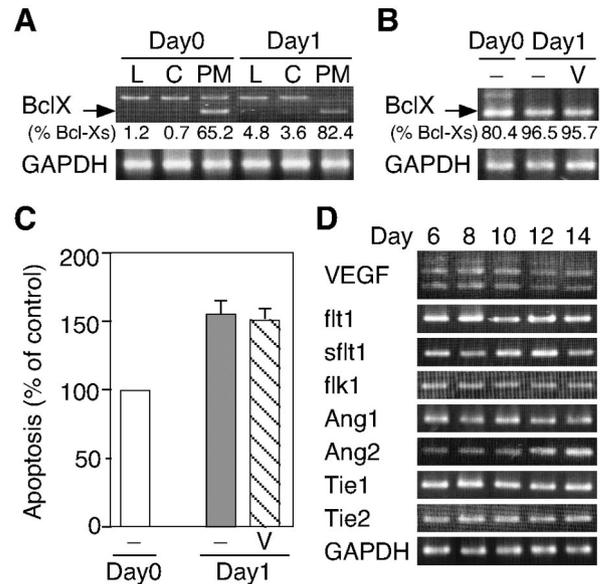 A
Day0 Day1
L C PM L C PM
BclX
(% Bcl-Xs) 1.2 0.7 65.2 4.8 3.6 82.4
GAPDH
B
Day0 Day1
– – V
BclX
(% Bcl-Xs) 80.4 96.5 95.7
GAPDH
C
Apoptosis (% of control)
200
150
100
50
0
– – V
Day0 Day1
D
Day 6 8 10 12 14
VEGF
flt1
sflt1
flk1
Ang1
Ang2
Tie1
Tie2
GAPDH